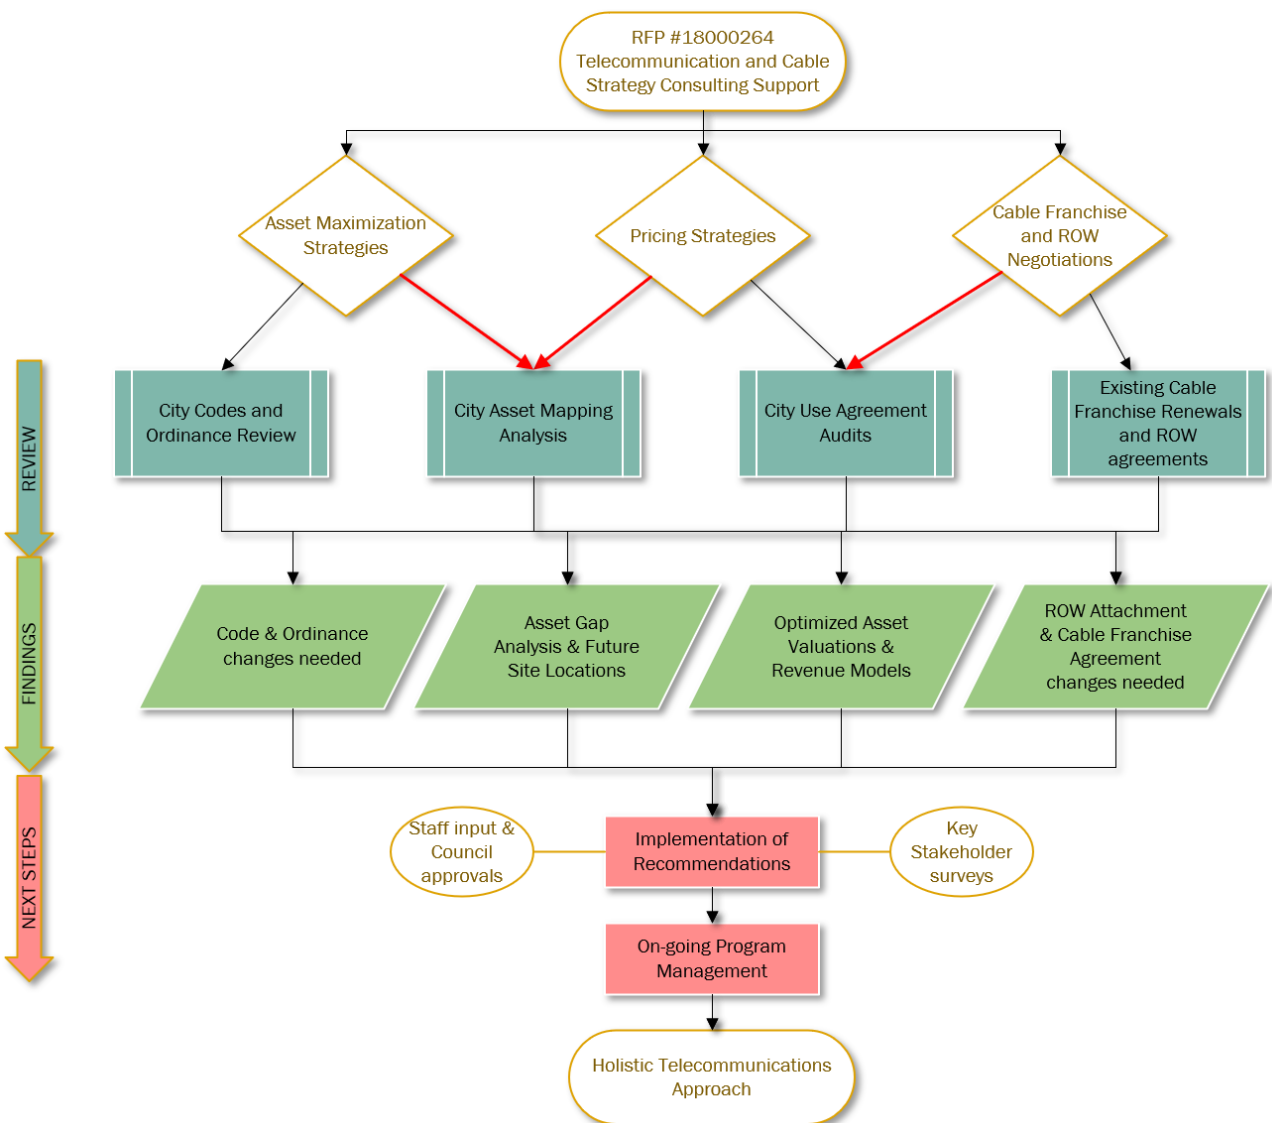 RFP #18000264
Telecommunication and Cable
Strategy Consulting Support
Asset Maximization
Strategies
Pricing Strategies
Cable Franchise
and ROW
Negotiations
REVIEW
City Codes and
Ordinance Review
City Asset Mapping
Analysis
City Use Agreement
Audits
Existing Cable
Franchise Renewals
and ROW
agreements
FINDINGS
Code & Ordinance
changes needed
Asset Gap
Analysis & Future
Site Locations
Optimized Asset
Valuations &
Revenue Models
ROW Attachment
& Cable Franchise
Agreement
changes needed
NEXT STEPS
Staff input &
Council
approvals
Implementation of
Recommendations
Key
Stakeholder
surveys
On-going Program
Management
Holistic Telecommunications
Approach